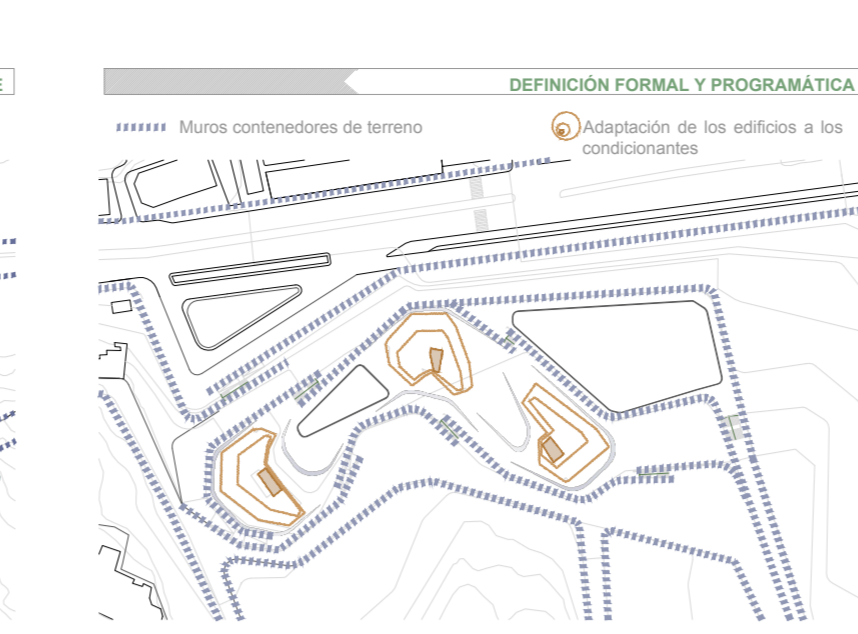 E
DEFINICIÓN FORMAL Y PROGRAMÁTICA
Muros contenedores de terreno
Adaptación de los edificios a los
condicionantes